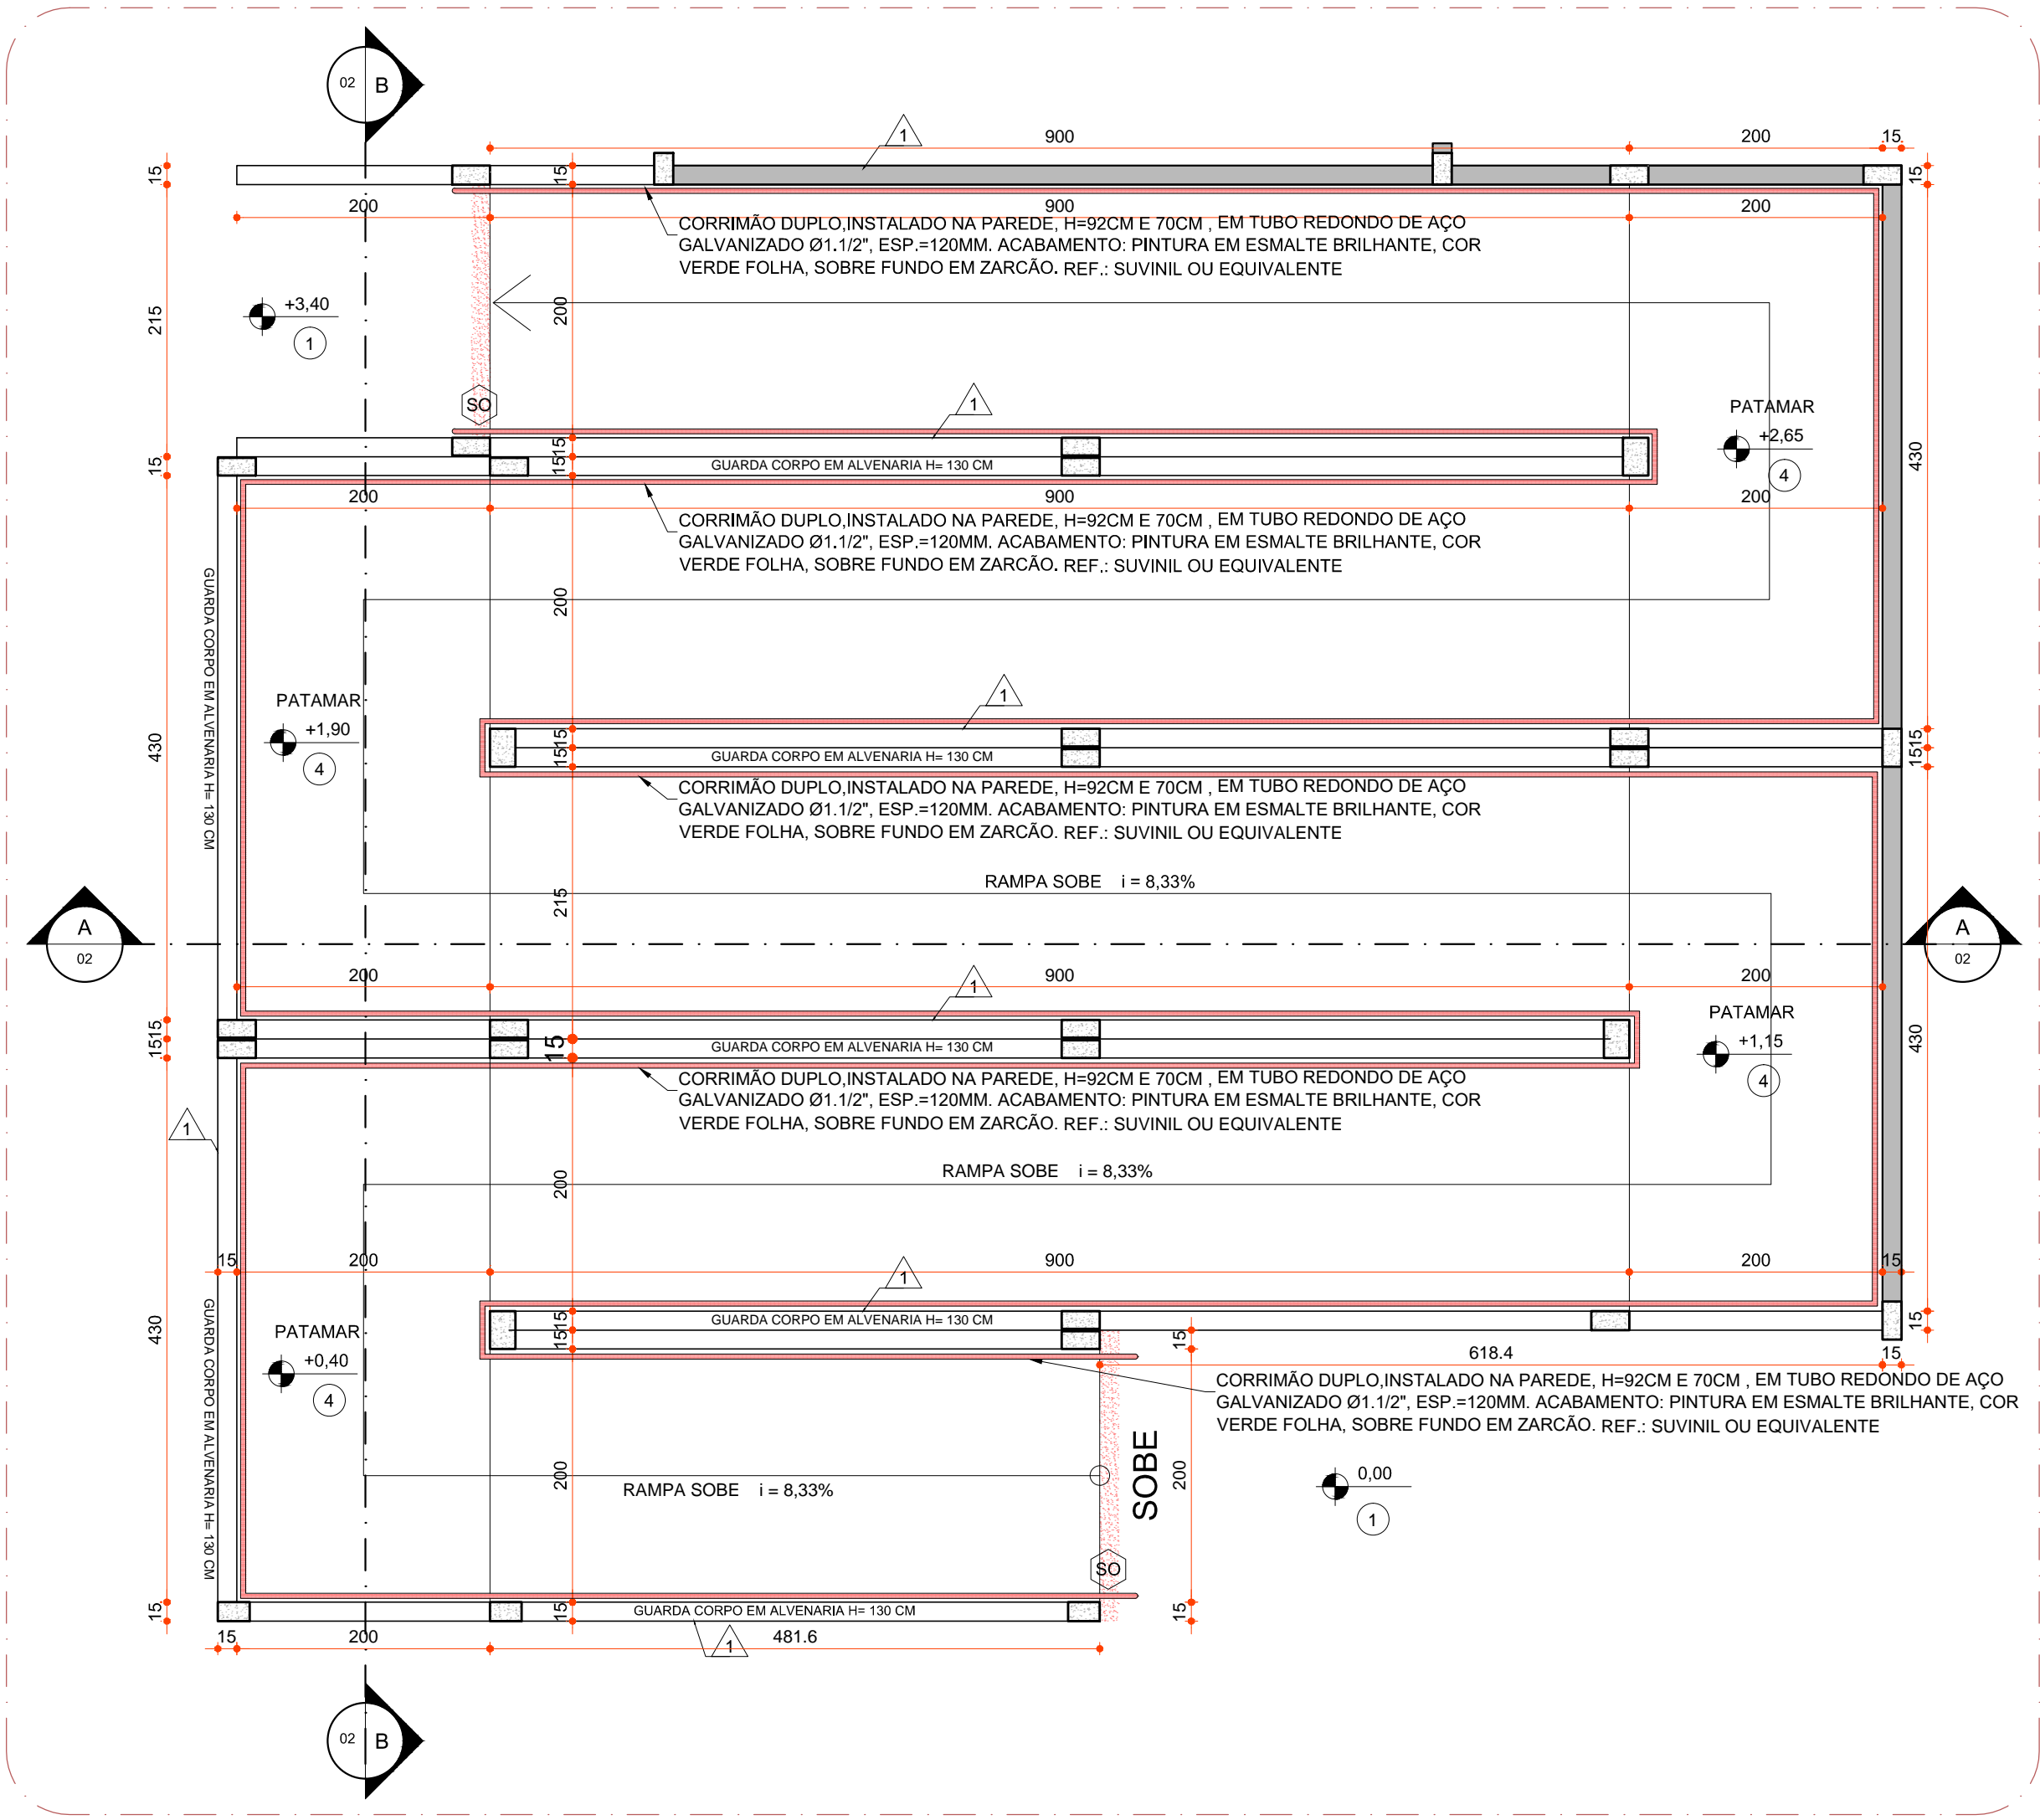 02 B
1
900
200
15
15
15
15
200
900
200
CORRIMÃO DUPLO,INSTALADO NA PAREDE, H=92CM E 70CM , EM TUBO REDONDO DE AÇO
GALVANIZADO Ø1.1/2", ESP.=120MM. ACABAMENTO: PINTURA EM ESMALTE BRILHANTE, COR
VERDE FOLHA, SOBRE FUNDO EM ZARCÃO. REF.: SUVINIL OU EQUIVALENTE
+3,40
1
215
200
SO
1
PATAMAR
+2,65
4
430
15
15
15
GUARDA CORPO EM ALVENARIA H= 130 CM
200
900
200
CORRIMÃO DUPLO,INSTALADO NA PAREDE, H=92CM E 70CM , EM TUBO REDONDO DE AÇO
GALVANIZADO Ø1.1/2", ESP.=120MM. ACABAMENTO: PINTURA EM ESMALTE BRILHANTE, COR
VERDE FOLHA, SOBRE FUNDO EM ZARCÃO. REF.: SUVINIL OU EQUIVALENTE
GUARDA CORPO EM ALVENARIA H= 130 CM
200
1
PATAMAR
+1,90
4
430
15
15
GUARDA CORPO EM ALVENARIA H= 130 CM
15
15
CORRIMÃO DUPLO,INSTALADO NA PAREDE, H=92CM E 70CM , EM TUBO REDONDO DE AÇO
GALVANIZADO Ø1.1/2", ESP.=120MM. ACABAMENTO: PINTURA EM ESMALTE BRILHANTE, COR
VERDE FOLHA, SOBRE FUNDO EM ZARCÃO. REF.: SUVINIL OU EQUIVALENTE
RAMPA SOBE i = 8,33%
215
A
02
A
02
200
900
200
1
PATAMAR
+1,15
4
430
15
15
15
GUARDA CORPO EM ALVENARIA H= 130 CM
CORRIMÃO DUPLO,INSTALADO NA PAREDE, H=92CM E 70CM , EM TUBO REDONDO DE AÇO
GALVANIZADO Ø1.1/2", ESP.=120MM. ACABAMENTO: PINTURA EM ESMALTE BRILHANTE, COR
VERDE FOLHA, SOBRE FUNDO EM ZARCÃO. REF.: SUVINIL OU EQUIVALENTE
1
RAMPA SOBE i = 8,33%
200
15
200
900
200
15
1
GUARDA CORPO EM ALVENARIA H= 130 CM
15
15
15
15
GUARDA CORPO EM ALVENARIA H= 130 CM
430
PATAMAR
+0,40
4
618.4
15
CORRIMÃO DUPLO,INSTALADO NA PAREDE, H=92CM E 70CM , EM TUBO REDONDO DE AÇO
GALVANIZADO Ø1.1/2", ESP.=120MM. ACABAMENTO: PINTURA EM ESMALTE BRILHANTE, COR
VERDE FOLHA, SOBRE FUNDO EM ZARCÃO. REF.: SUVINIL OU EQUIVALENTE
RAMPA SOBE i = 8,33%
200
SOBE
200
0,00
1
SO
15
15
GUARDA CORPO EM ALVENARIA H= 130 CM
15
15
200
1
481.6
02 B